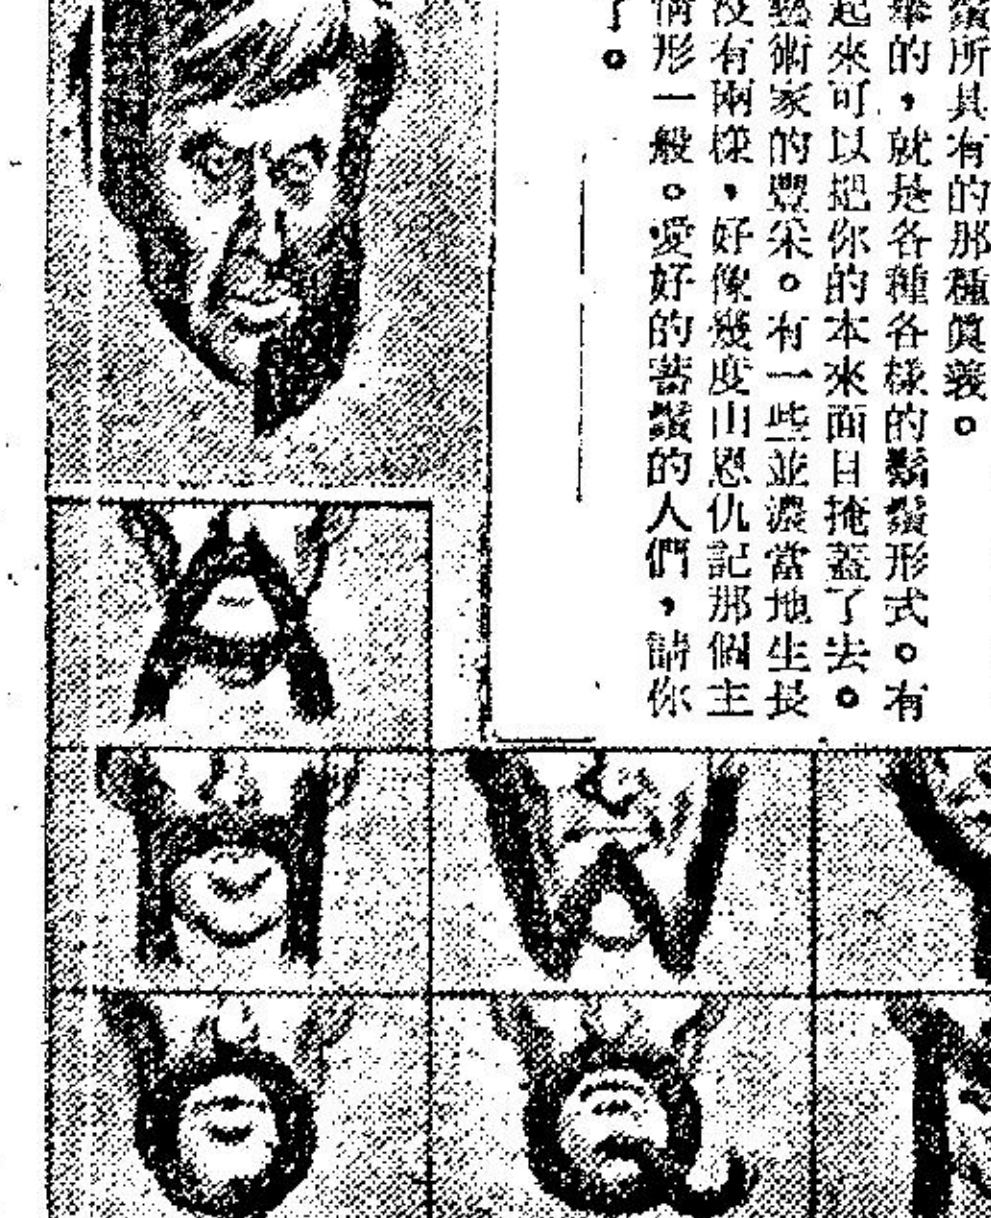 鬚所具有的那種眞義。
舉的，就是各種各樣的鬍鬚形式。有
起來可以把你的本來面目掩蓋了去。
藝術家的豐采。有一些並濃當地生長
沒有兩樣，好像幾度山恩仇記那個主
情形一般。愛好的蓄鬚的人們，請你
了。